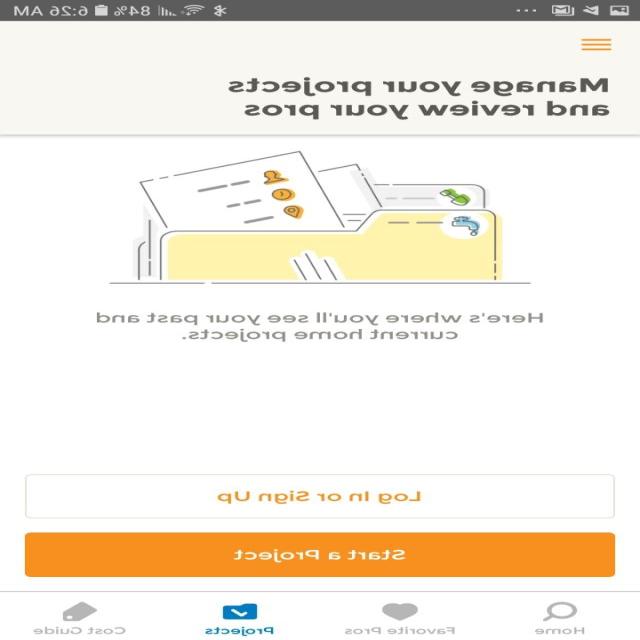 6:26 AM 84%
Manage your projects
and review your pros
Here's where you'll see your past and
current home projects.
Log In or Sign Up
Start a Project
Home Favorite Pros Projects Cost Guide